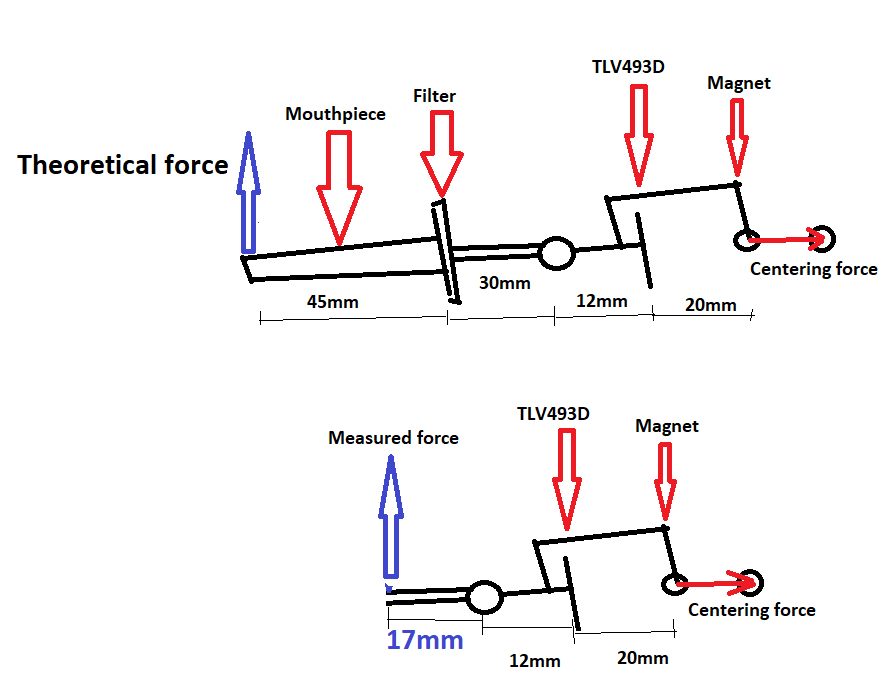 TLV493D
Magnet
Filter
Mouthpiece
Theoretical force
Centering force
30mm
45mm
12mm
20mm
TLV493D
Magnet
Measured force
Centering force
17mm
12mm
20mm